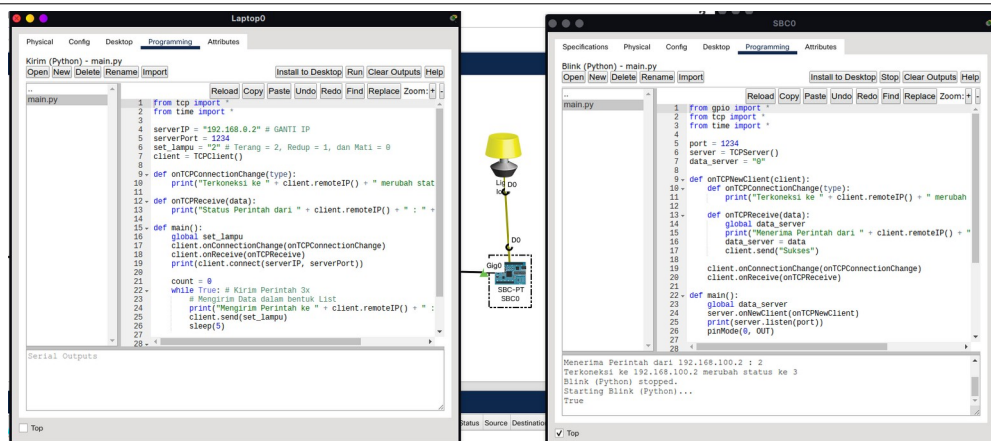 Laptop0
Physical Config Desktop Programming Attributes
Kirim (Python) - main.py
Open New Delete Rename Import Install to Desktop Run Clear Outputs Help
.. Reload Copy Paste Undo Redo Find Replace Zoom: + -
main.py
1 from tcp import *
2 from time import *
3
4 serverIP = "192.168.0.2" # GANTI IP
5 serverPort = 1234
6 set_lampu = "2" # Terang = 2, Redup = 1, dan Mati = 0
7 client = TCPClient()
8
9 def onTCPConnectionChange(type):
10 print("Terkoneksi ke " + client.remoteIP() + " merubah stat
11
12 def onTCPReceive(data):
13 print("Status Perintah dari " + client.remoteIP() + " : " +
14
15 def main():
16 global set_lampu
17 client.onConnectionChange(onTCPConnectionChange)
18 client.onReceive(onTCPReceive)
19 print(client.connect(serverIP, serverPort))
20
21 count = 0
22 while True: # Kirim Perintah 3x
23 # Mengirim Data dalam bentuk List
24 print("Mengirim Perintah ke " + client.remoteIP() + " :
25 client.send(set_lampu)
26 sleep(5)
27
28
Serial Outputs
Top
D0
D0
Gig0
SBC-PT
SBC0
Status Source Destinatio
SBC0
Specifications Physical Config Desktop Programming Attributes
Blink (Python) - main.py
Open New Delete Rename Import Install to Desktop Stop Clear Outputs Help
.. Reload Copy Paste Undo Redo Find Replace Zoom: + -
main.py
1 from gpio import *
2 from tcp import *
3 from time import *
4
5 port = 1234
6 server = TCPServer()
7 data_server = "0"
8
9 def onTCPNewClient(client):
10 def onTCPConnectionChange(type):
11 print("Terkoneksi ke " + client.remoteIP() + " merubah
12
13 def onTCPReceive(data):
14 global data_server
15 print("Menerima Perintah dari " + client.remoteIP() + "
16 data_server = data
17 client.send("Sukses")
18
19 client.onConnectionChange(onTCPConnectionChange)
20 client.onReceive(onTCPReceive)
21
22 def main():
23 global data_server
24 server.onNewClient(onTCPNewClient)
25 print(server.listen(port))
26 pinMode(0, OUT)
27
28
Menerima Perintah dari 192.168.100.2 : 2
Terkoneksi ke 192.168.100.2 merubah status ke 3
Blink (Python) stopped.
Starting Blink (Python)...
True
Top